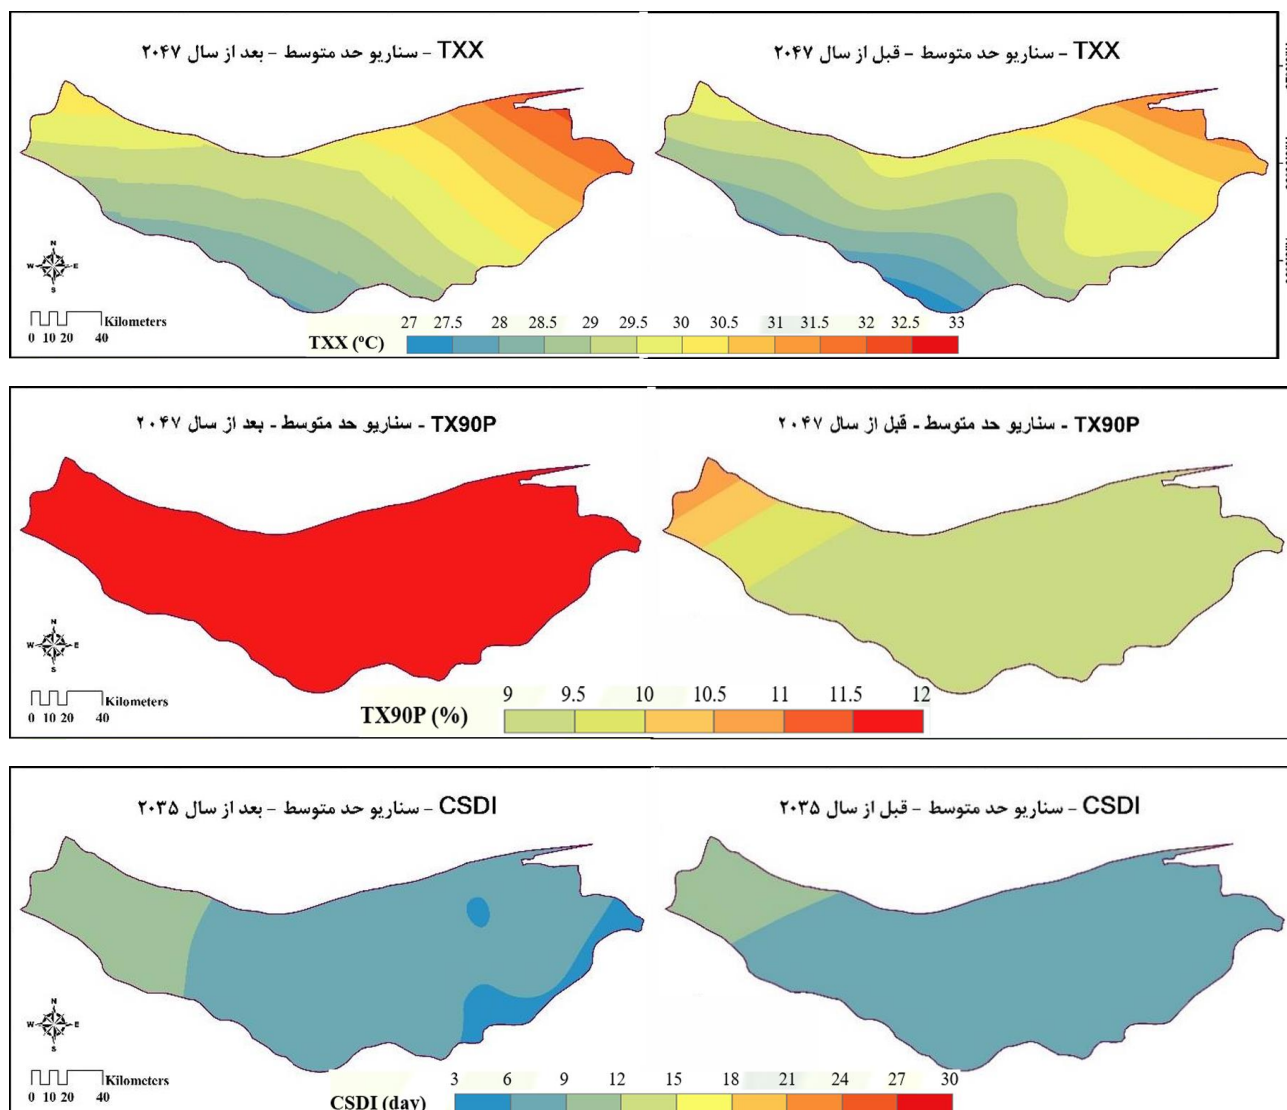 TXX - سناریو حد متوسط - قبل از سال ۲۰۴۷
TXX - سناریو حد متوسط - بعد از سال ۲۰۴۷
N
W E
S
Kilometers
0 10 20 40
27 27.5 28 28.5 29 29.5 30 30.5 31 31.5 32 32.5 33
TXX (ºC)
TX90P - سناریو حد متوسط - قبل از سال ۲۰۴۷
TX90P - سناریو حد متوسط - بعد از سال ۲۰۴۷
N
W E
S
Kilometers
0 10 20 40
9 9.5 10 10.5 11 11.5 12
TX90P (%)
CSDI - سناریو حد متوسط - قبل از سال ۲۰۳۵
CSDI - سناریو حد متوسط - بعد از سال ۲۰۳۵
N
W E
S
Kilometers
0 10 20 40
3 6 9 12 15 18 21 24 27 30
CSDI (day)